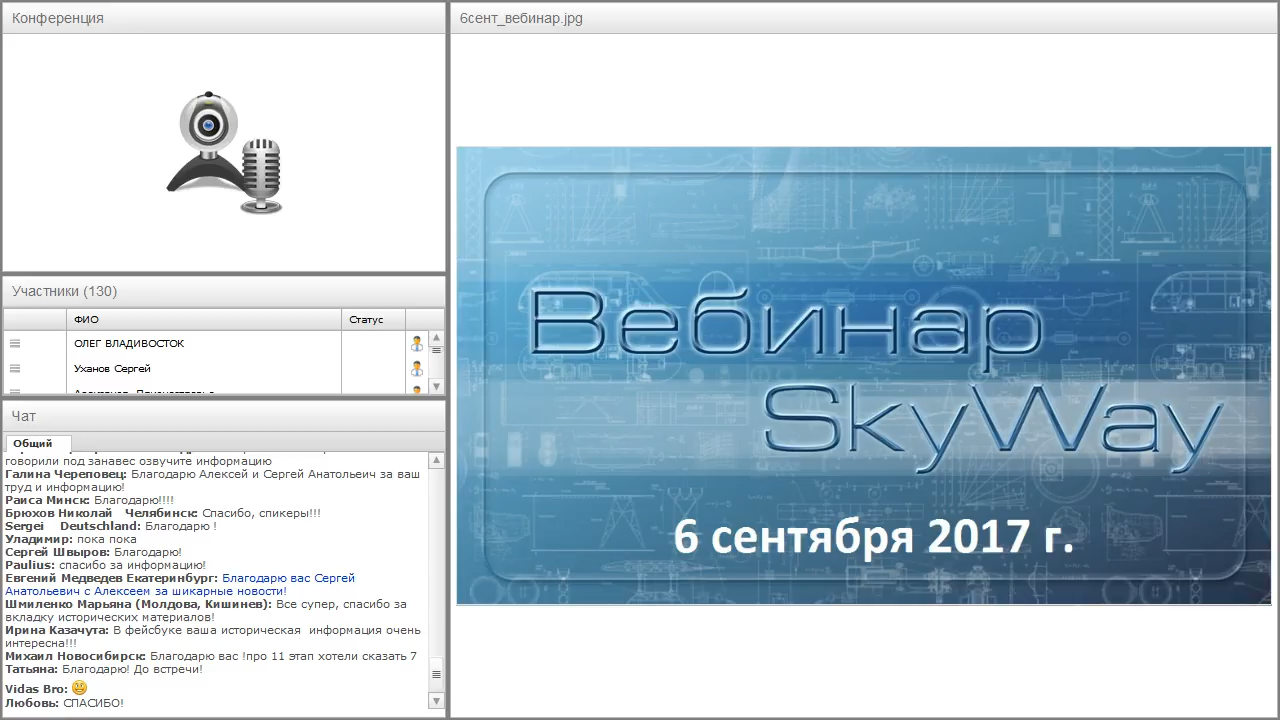 Конференция
6сент_вебинар.jpg
Участники (130)
ФИО
Статус
ОЛЕГ ВЛАДИВОСТОК
Уханов Сергей
Чат
Общий
говорили под занавес озвучите информацию
Галина Череповец: Благодарю Алексей и Сергей Анатольеич за ваш
труд и информацию!
Раиса Минск: Благодарю!!!!
Брюхов Николай Челябинск: Спасибо, спикеры!!!
Sergei Deutschland: Благодарю !
Уладимир: пока пока
Сергей Швыров: Благодарю!
Paulius: спасибо за информацию!
Евгений Медведев Екатеринбург: Благодарю вас Сергей
Анатольевич с Алексеем за шикарные новости!
Шмиленко Марьяна (Молдова, Кишинев): Все супер, спасибо за
вкладку исторических материалов!
Ирина Казачута: В фейсбуке ваша историческая информация очень
интересна!!!
Михаил Новосибирск: Благодарю вас !про 11 этап хотели сказать 7
Татьяна: Благодарю! До встречи!
Vidas Bro:
Любовь: СПАСИБО!
Вебинар
SkyWay
6 сентября 2017 г.